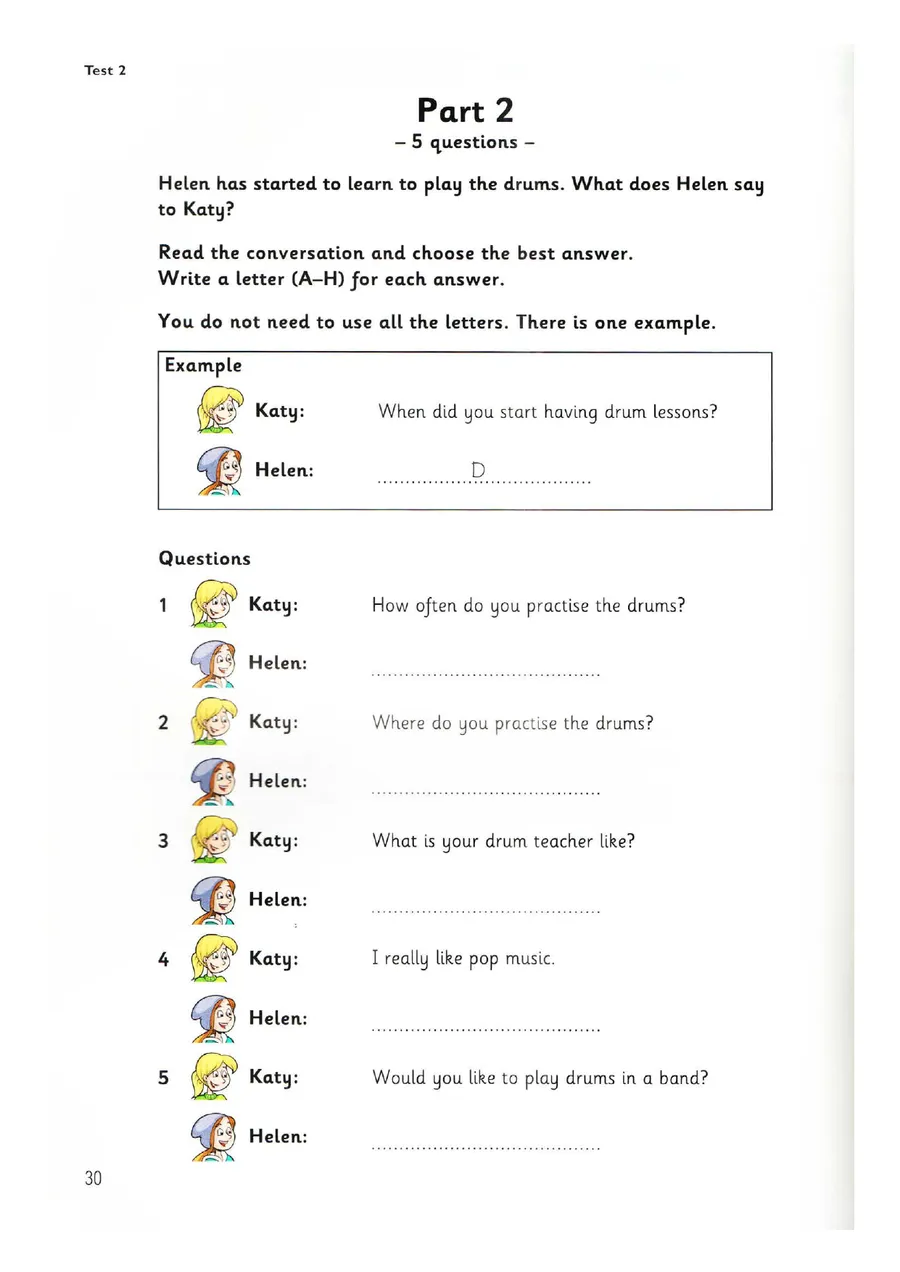 Test 2
Part 2
– 5 questions –
Helen has started to learn to play the drums. What does Helen say
to Katy?
Read the conversation and choose the best answer.
Write a letter (A–H) for each answer.
You do not need to use all the letters. There is one example.
Example
Katy: When did you start having drum lessons?
Helen: ......................D......................
Questions
1 Katy: How often do you practise the drums?
Helen: ..........................................
2 Katy: Where do you practise the drums?
Helen: ..........................................
3 Katy: What is your drum teacher like?
Helen: ..........................................
4 Katy: I really like pop music.
Helen: ..........................................
5 Katy: Would you like to play drums in a band?
Helen: ..........................................
30